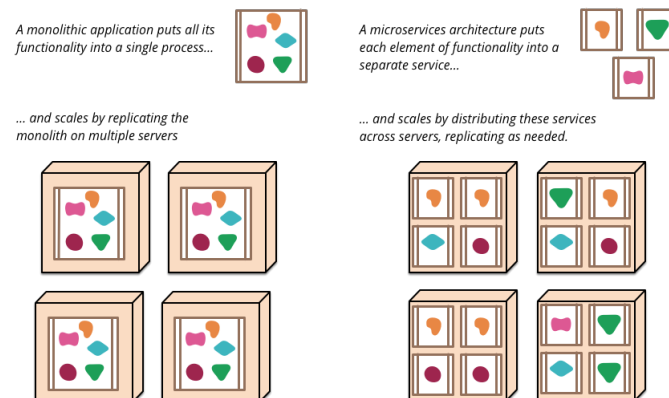 A monolithic application puts all its
functionality into a single process...
A microservices architecture puts
each element of functionality into a
separate service...
... and scales by replicating the
monolith on multiple servers
... and scales by distributing these services
across servers, replicating as needed.